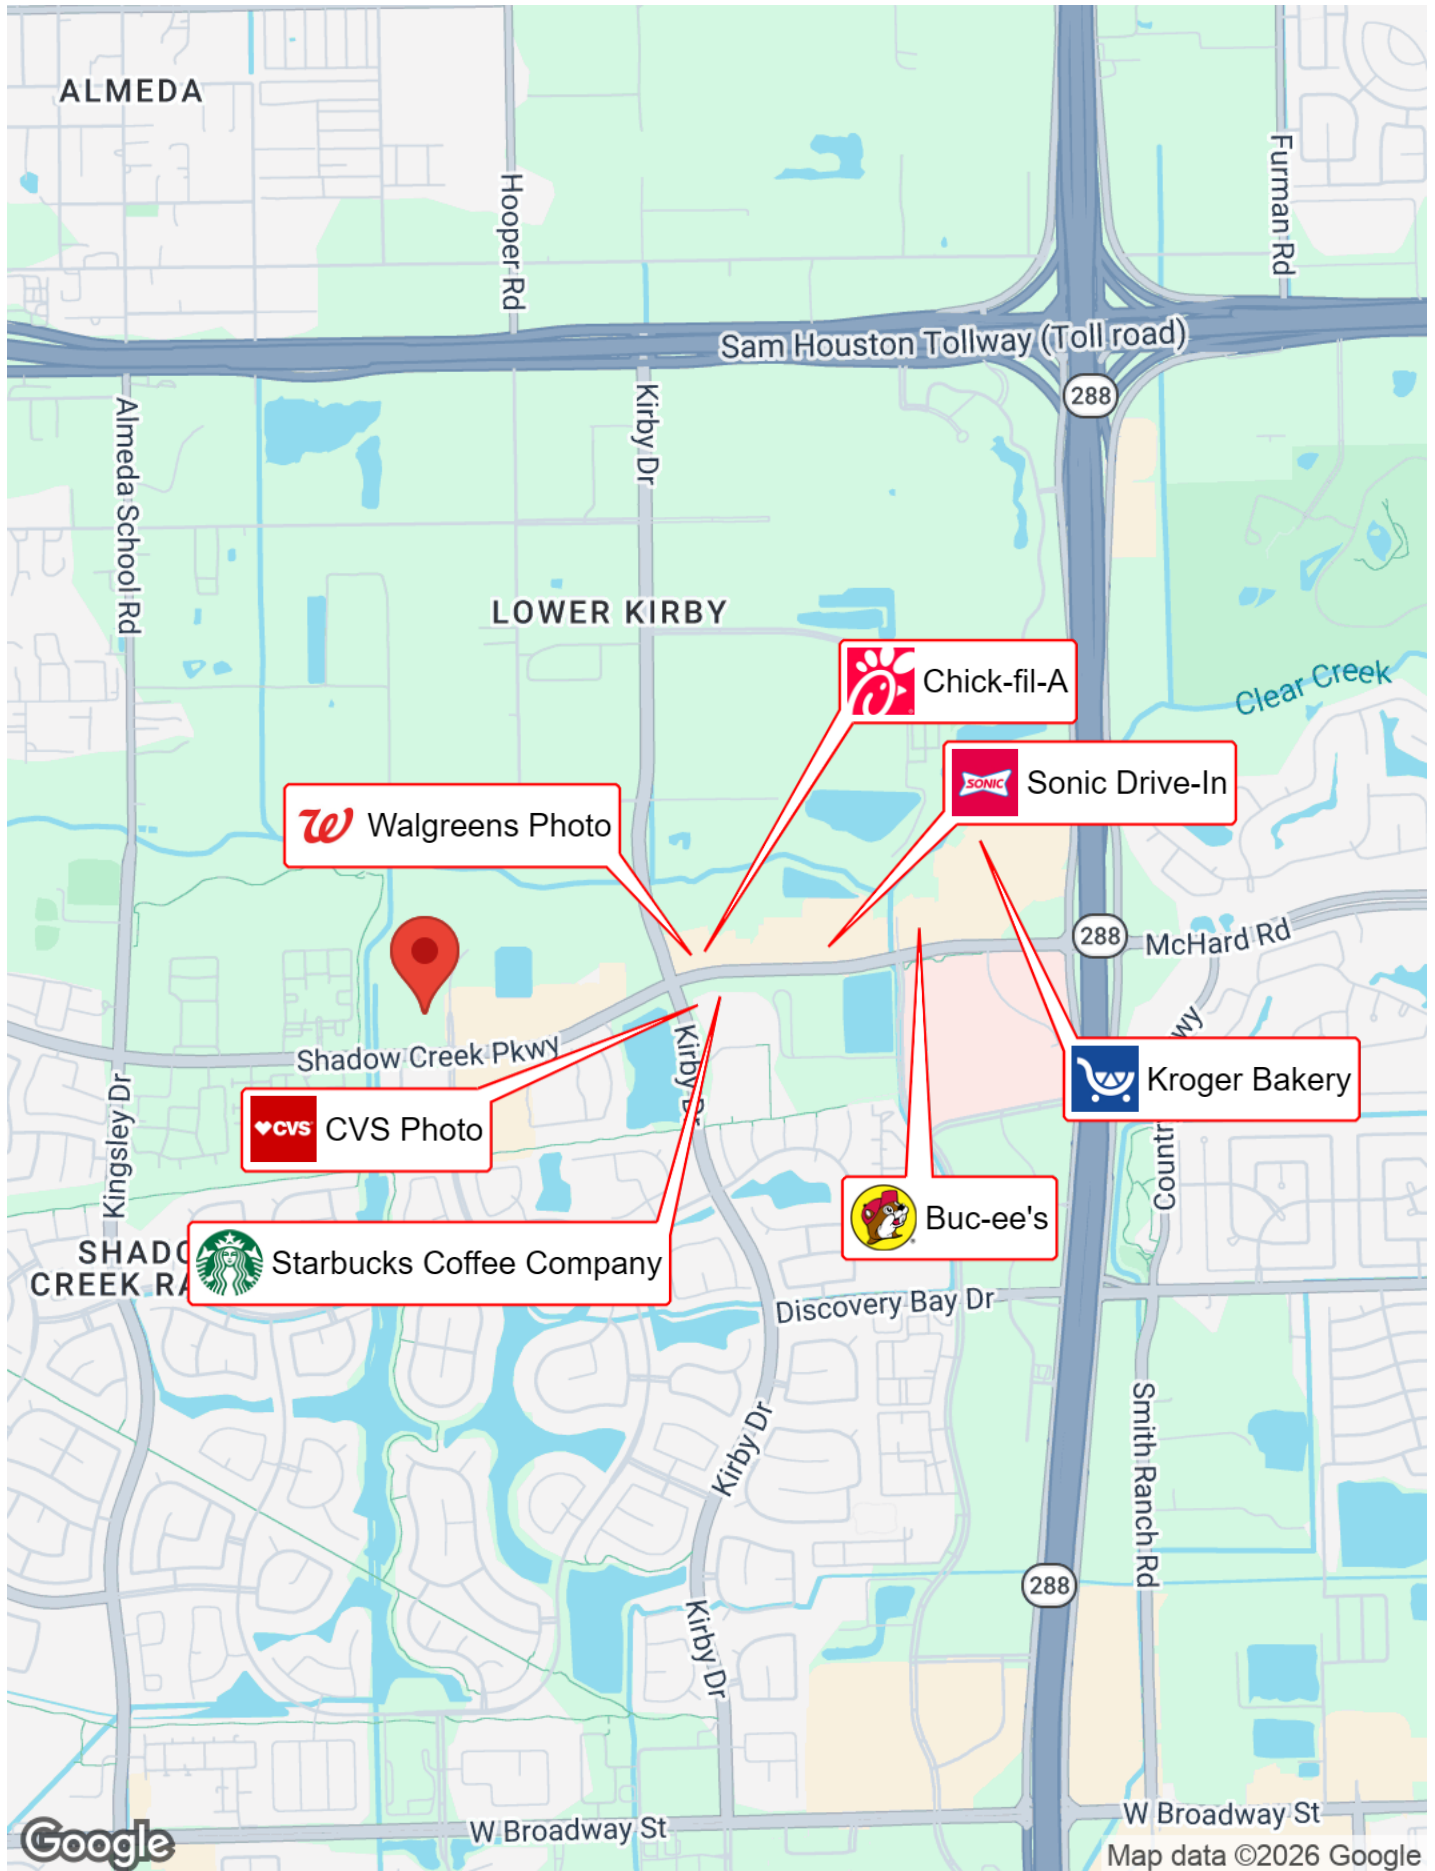 ALMEDA
Hooper Rd
Furman Rd
Sam Houston Tollway (Toll road)
288
Almeda School Rd
Kirby Dr
LOWER KIRBY
Clear Creek
Chick-fil-A
SONIC
Sonic Drive-In
Walgreens Photo
288
McHard Rd
Shadow Creek Pkwy
Kirby Dr
Kingsley Dr
CVS
CVS Photo
Kroger Bakery
Buc-ee's
Starbucks Coffee Company
Discovery Bay Dr
Kirby Dr
Smith Ranch Rd
288
Kirby Dr
W Broadway St
W Broadway St
Google
Map data ©2026 Google